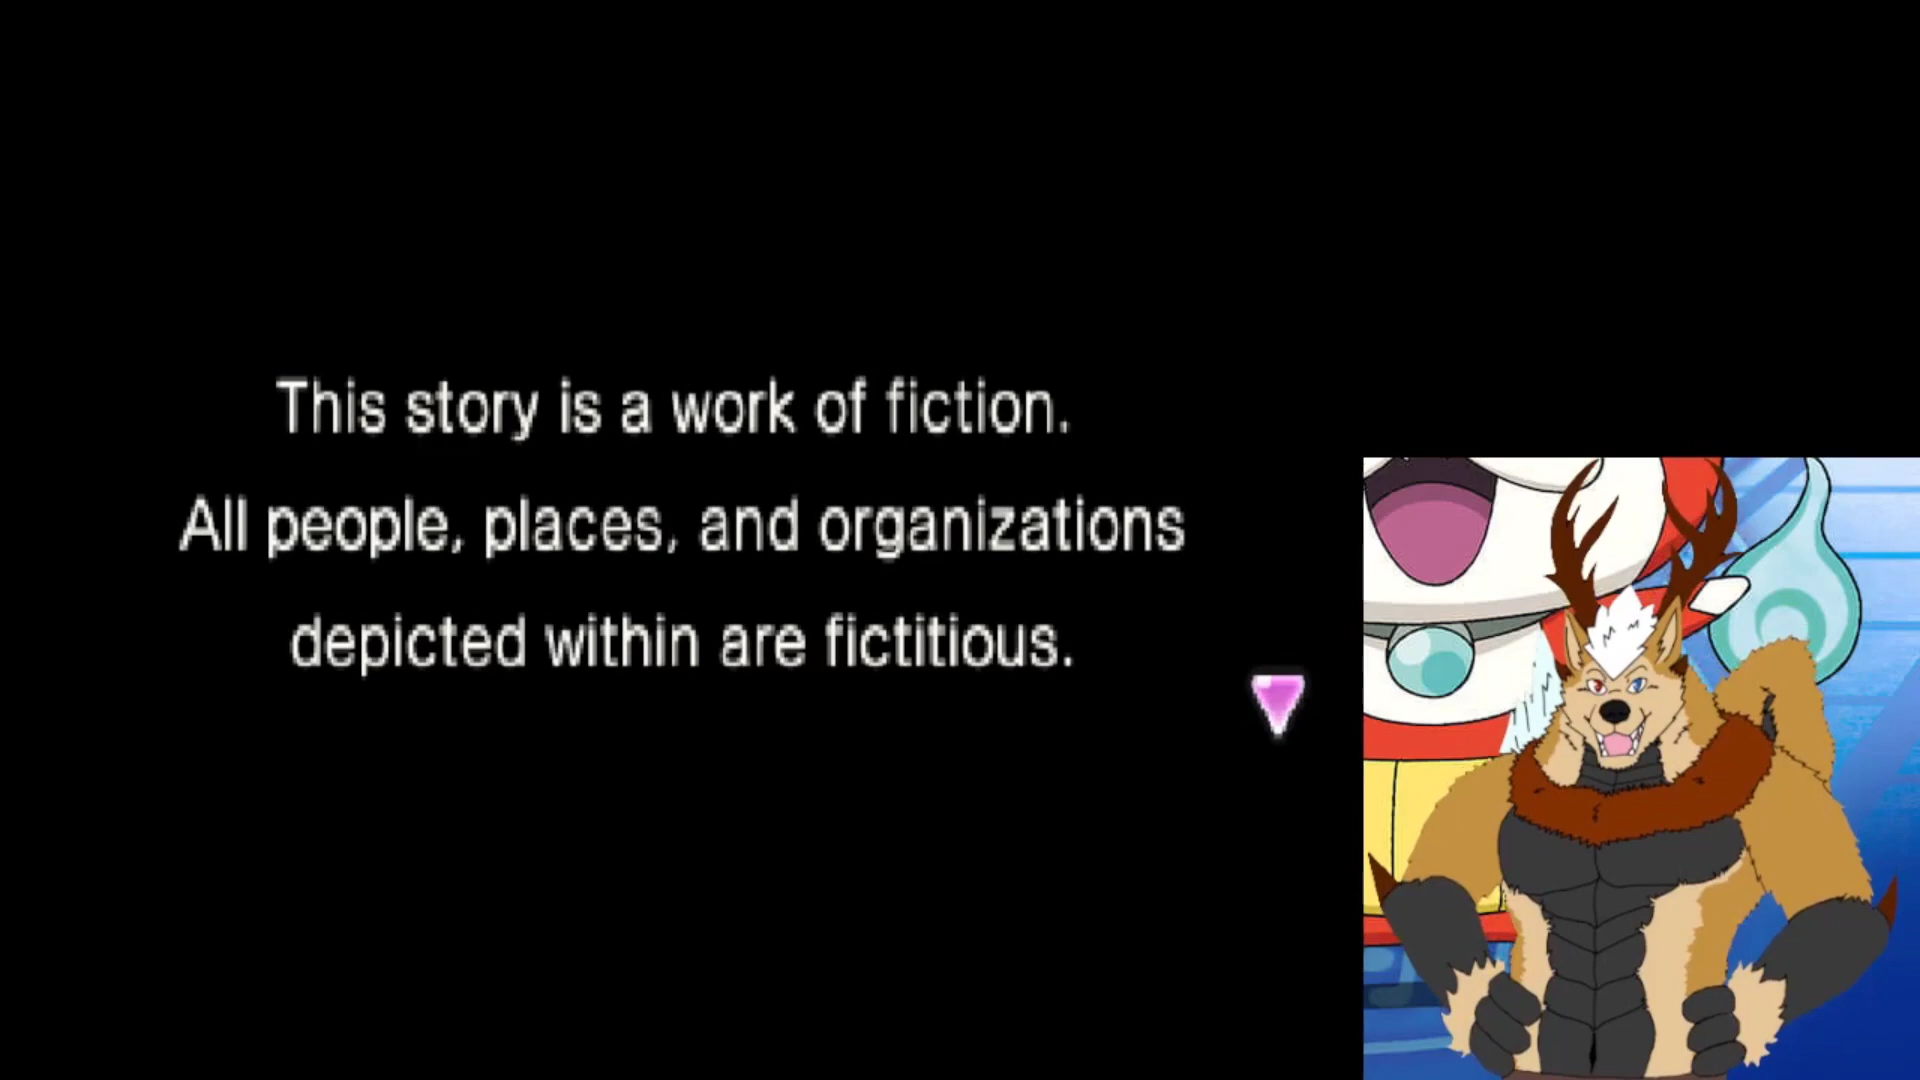 This story is a work of fiction.
All people, places, and organizations
depicted within are fictitious.